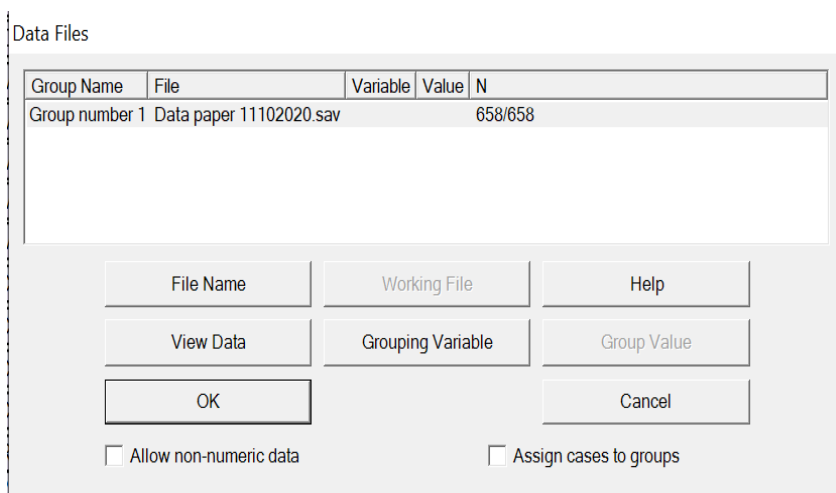 Data Files
Group Name File Variable Value N
Group number 1 Data paper 11102020.sav 658/658
File Name Working File Help
View Data Grouping Variable Group Value
OK Cancel
Allow non-numeric data Assign cases to groups